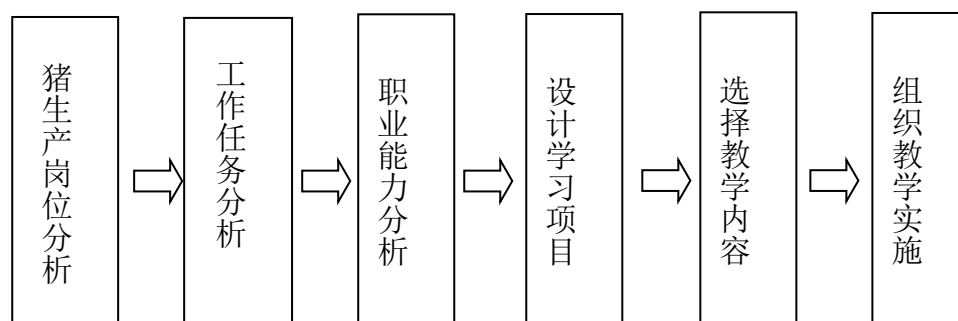 猪生产岗位分析
工作任务分析
职业能力分析
设计学习项目
选择教学内容
组织教学实施